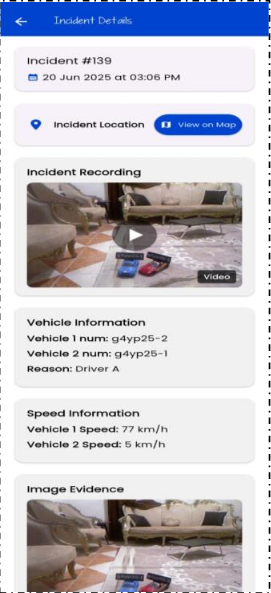 Incident Details
Incident #139
20 Jun 2025 at 03:06 PM
Incident Location
View on Map
Incident Recording
Video
Vehicle Information
Vehicle 1 num: g4yp25-2
Vehicle 2 num: g4yp25-1
Reason: Driver A
Speed Information
Vehicle 1 Speed: 77 km/h
Vehicle 2 Speed: 5 km/h
Image Evidence